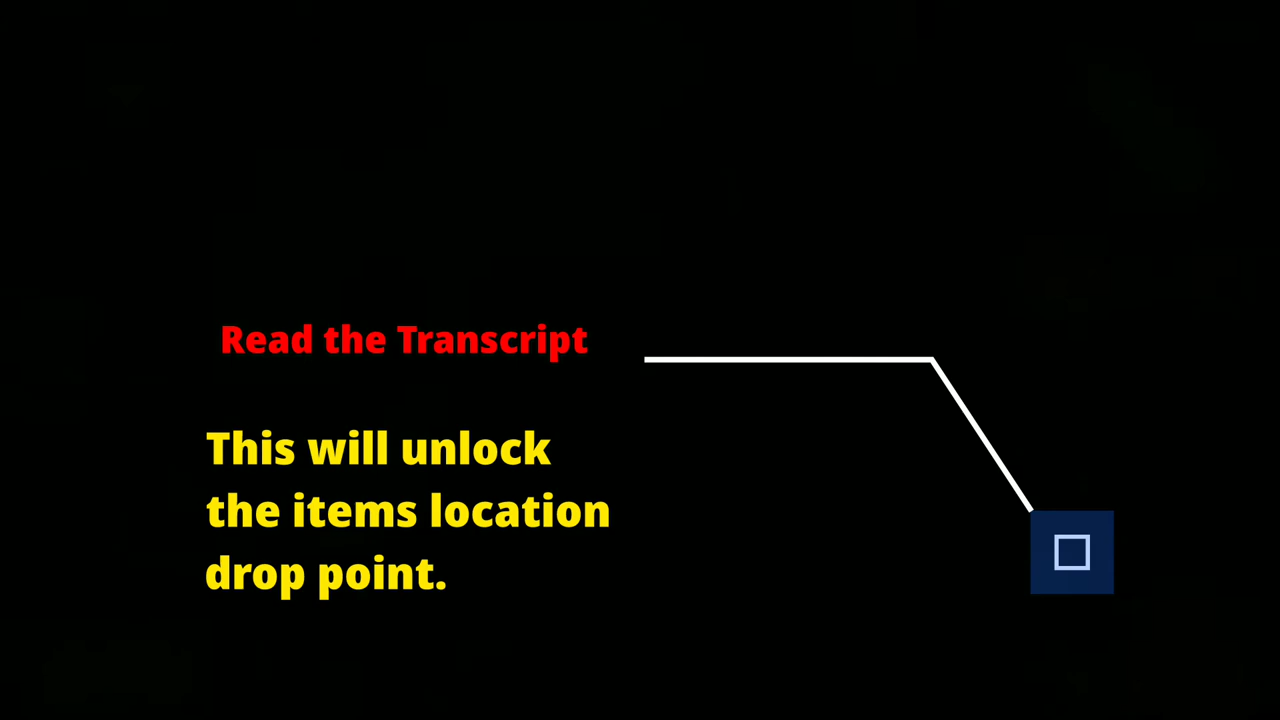 Read the Transcript
This will unlock
the items location
drop point.